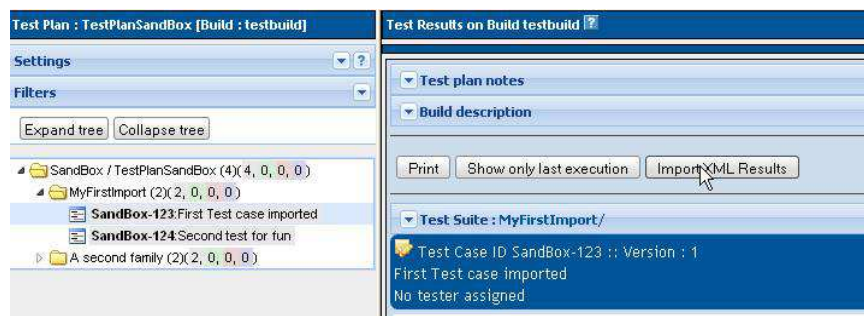 Test Plan : TestPlanSandBox [Build : testbuild]
Settings
?
Filters
Expand tree Collapse tree
SandBox / TestPlanSandBox (4)( 4, 0, 0, 0 )
MyFirstImport (2)( 2, 0, 0, 0 )
SandBox-123:First Test case imported
SandBox-124:Second test for fun
A second family (2)( 2, 0, 0, 0 )
Test Results on Build testbuild ?
Test plan notes
Build description
Print Show only last execution Import XML Results
Test Suite : MyFirstImport/
Test Case ID SandBox-123 :: Version : 1
First Test case imported
No tester assigned